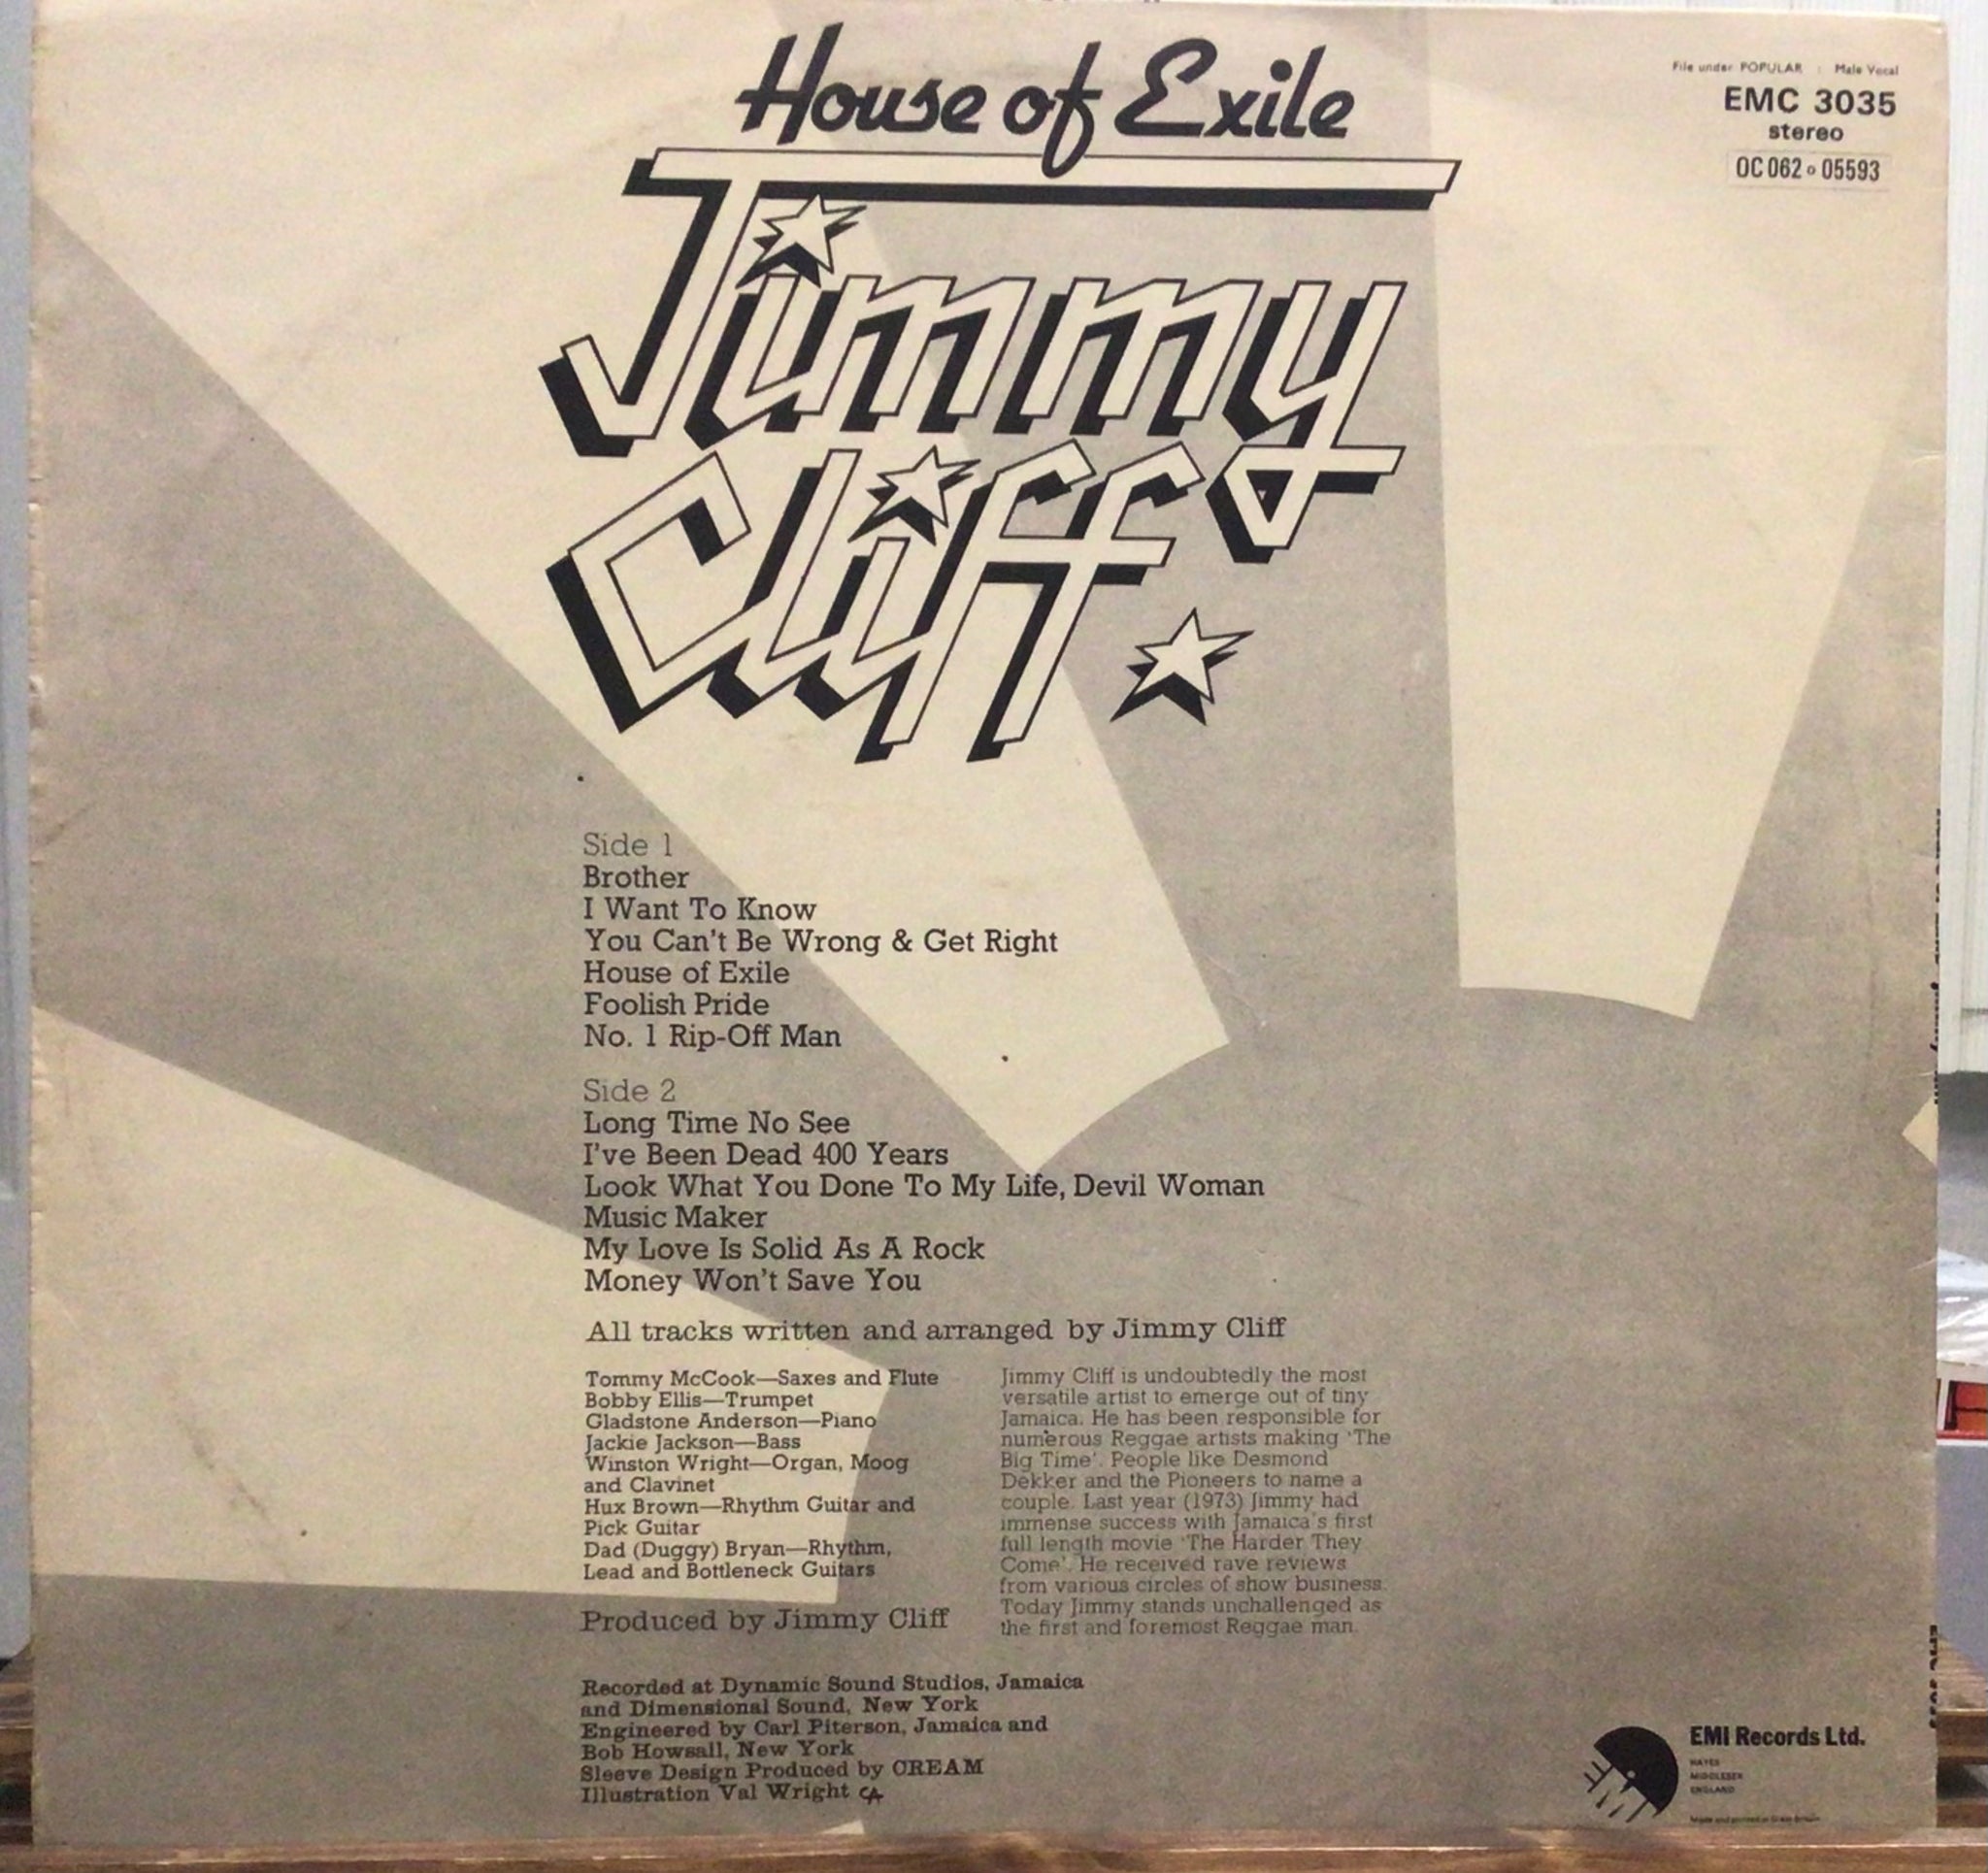 House of Exile
Jimmy
Cliff
File under POPULAR : Male Vocal
EMC 3035
stereo
OC 062 ∘ 05593
Side 1
Brother
I Want To Know
You Can't Be Wrong & Get Right
House of Exile
Foolish Pride
No. 1 Rip-Off Man
Side 2
Long Time No See
I've Been Dead 400 Years
Look What You Done To My Life, Devil Woman
Music Maker
My Love Is Solid As A Rock
Money Won't Save You
All tracks written and arranged by Jimmy Cliff
Tommy McCook—Saxes and Flute
Bobby Ellis—Trumpet
Gladstone Anderson—Piano
Jackie Jackson—Bass
Winston Wright—Organ, Moog
and Clavinet
Hux Brown—Rhythm Guitar and
Pick Guitar
Dad (Duggy) Bryan—Rhythm,
Lead and Bottleneck Guitars
Produced by Jimmy Cliff
Jimmy Cliff is undoubtedly the most
versatile artist to emerge out of tiny
Jamaica. He has been responsible for
numerous Reggae artists making 'The
Big Time'. People like Desmond
Dekker and the Pioneers to name a
couple. Last year (1973) Jimmy had
immense success with Jamaica's first
full length movie 'The Harder They
Come'. He received rave reviews
from various circles of show business.
Today Jimmy stands unchallenged as
the first and foremost Reggae man.
Recorded at Dynamic Sound Studios, Jamaica
and Dimensional Sound, New York
Engineered by Carl Piterson, Jamaica and
Bob Howsall, New York
Sleeve Design Produced by CREAM
Illustration Val Wright CA
EMI Records Ltd.
HAYES
MIDDLESEX
ENGLAND
Made and printed in Great Britain